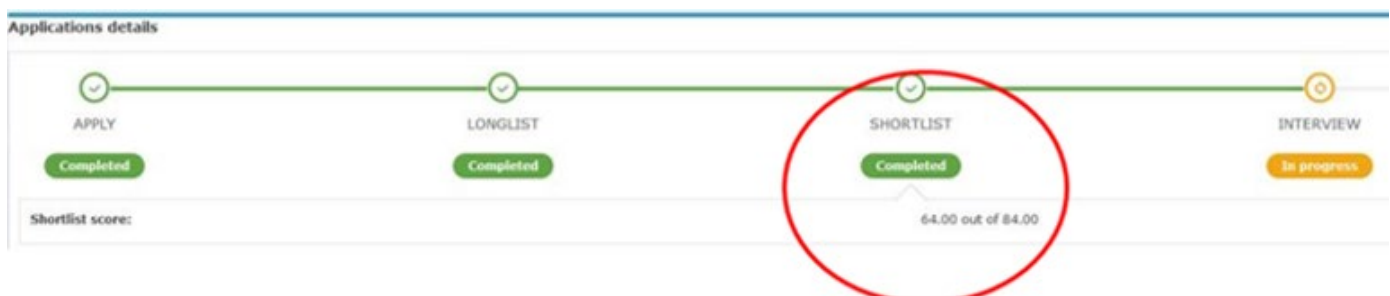 Applications details
APPLY LONGLIST SHORTLIST INTERVIEW
Completed Completed Completed In progress
Shortlist score: 64.00 out of 84.00